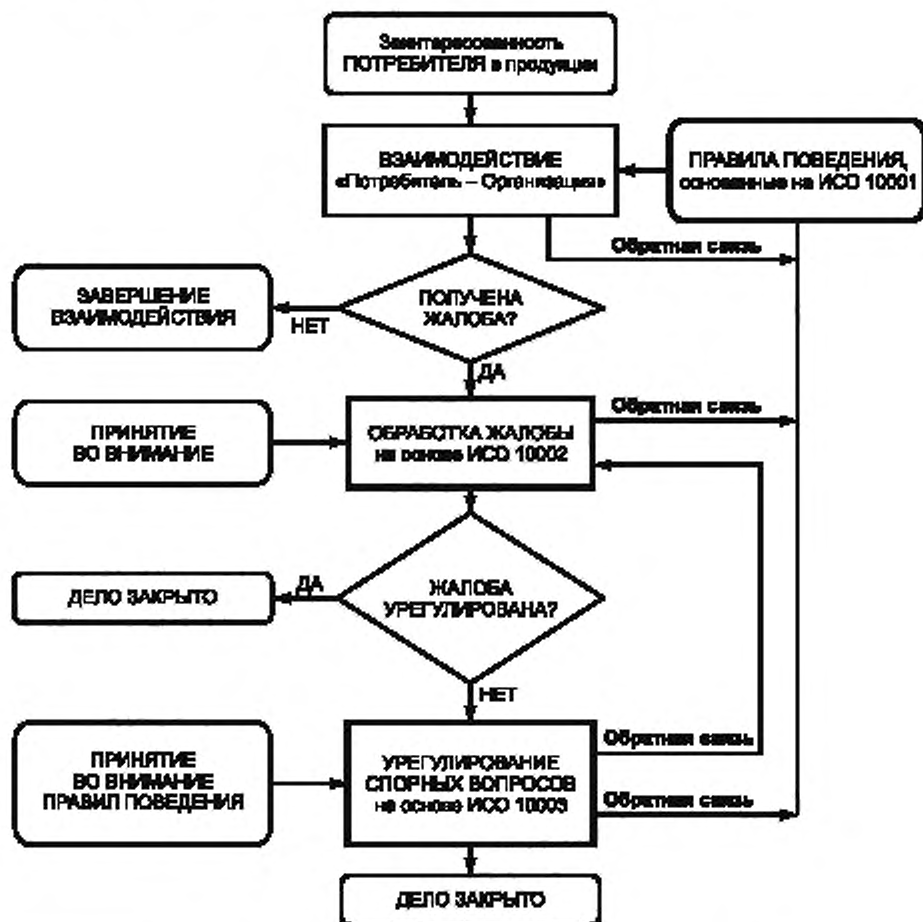 Заинтересованность
ПОТРЕБИТЕЛЯ в продукции
ВЗАИМОДЕЙСТВИЕ
«Потребитель – Организация»
ПРАВИЛА ПОВЕДЕНИЯ,
основанные на ИСО 10001
Обратная связь
ЗАВЕРШЕНИЕ
ВЗАИМОДЕЙСТВИЯ
НЕТ
ПОЛУЧЕНА
ЖАЛОБА?
ДА
Обратная связь
ПРИНЯТИЕ
ВО ВНИМАНИЕ
ОБРАБОТКА ЖАЛОБЫ
на основе ИСО 10002
ДЕЛО ЗАКРЫТО
ДА
ЖАЛОБА
УРЕГУЛИРОВАНА?
НЕТ
ПРИНЯТИЕ
ВО ВНИМАНИЕ
ПРАВИЛ ПОВЕДЕНИЯ
УРЕГУЛИРОВАНИЕ
СПОРНЫХ ВОПРОСОВ
на основе ИСО 10003
Обратная связь
Обратная связь
ДЕЛО ЗАКРЫТО